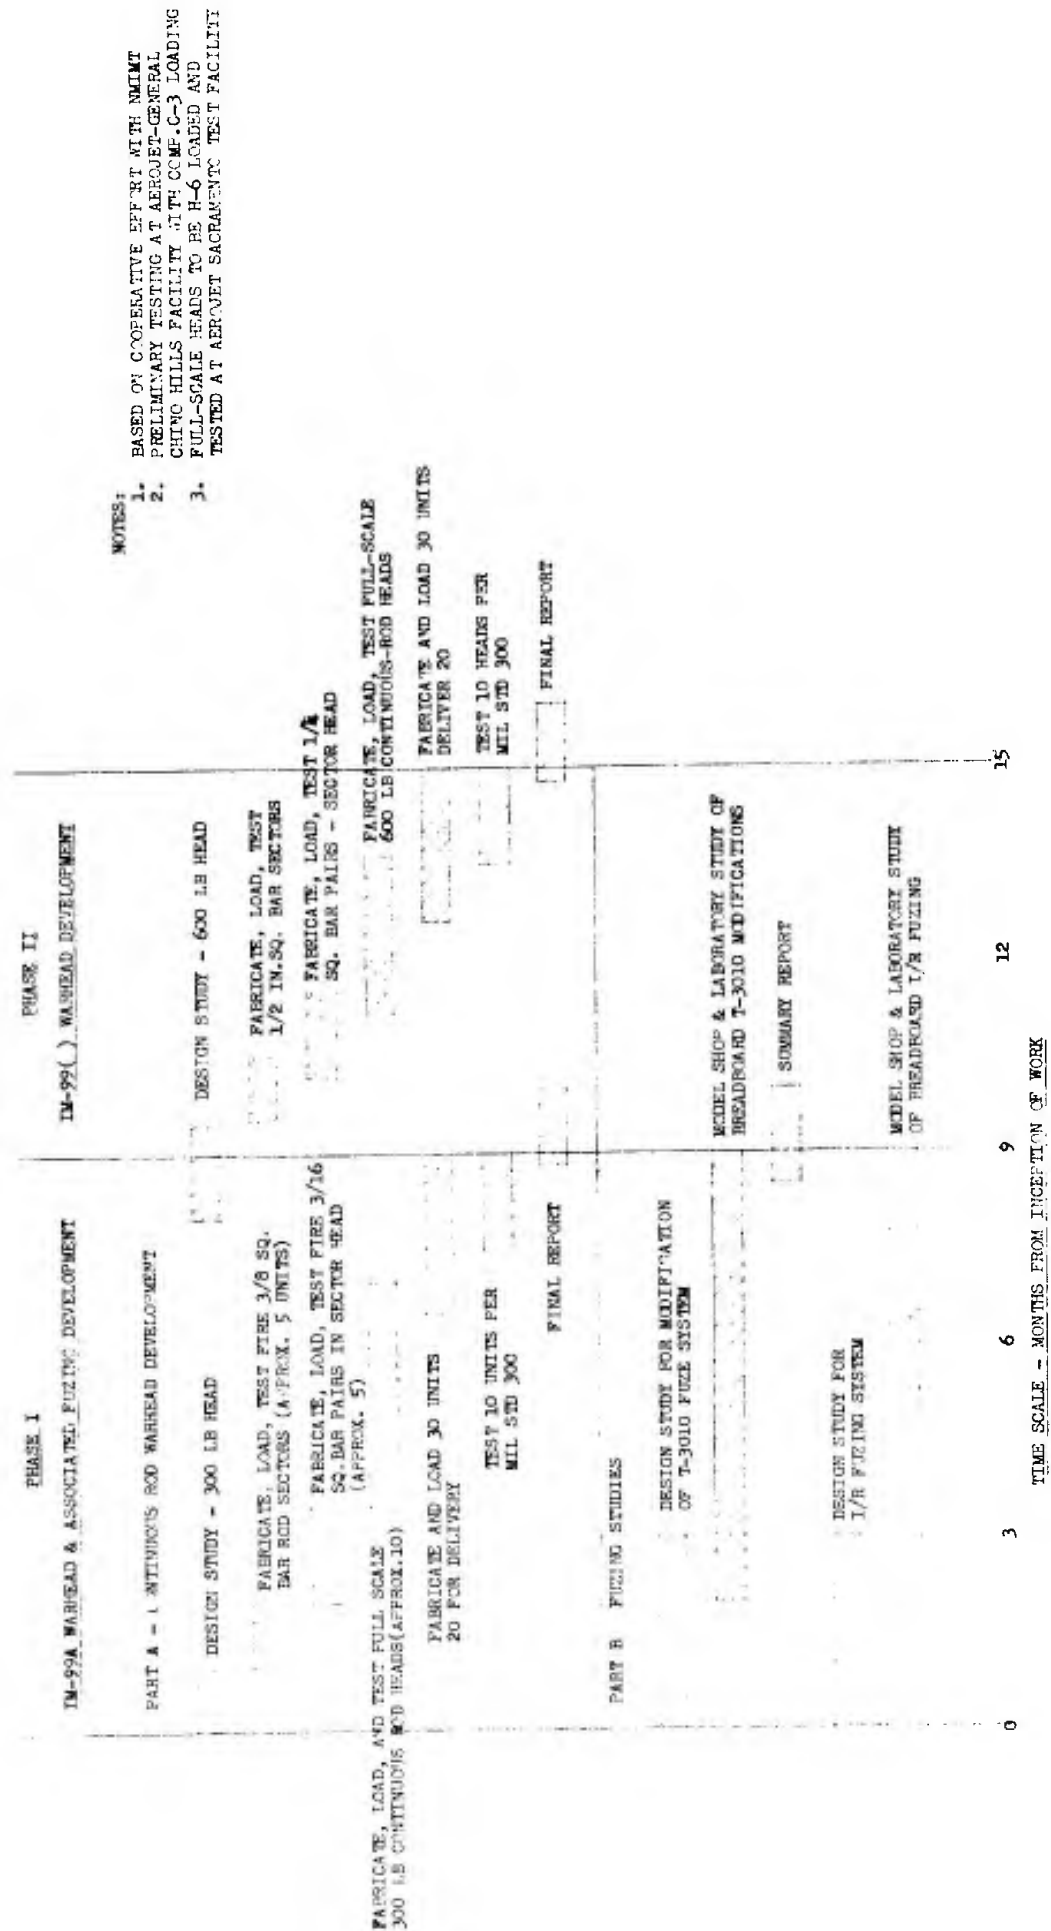 PHASE I
IM-99A WARHEAD & ASSOCIATED FUZING DEVELOPMENT
PART A - CONTINUOUS ROD WARHEAD DEVELOPMENT
DESIGN STUDY - 300 LB HEAD
FABRICATE, LOAD, TEST FIRE 3/8 SQ.
BAR ROD SECTORS (APPROX. 5 UNITS)
FABRICATE, LOAD, TEST FIRE 3/16
SQ.BAR PAIRS IN SECTOR HEAD
(APPROX. 5)
FABRICATE, LOAD, AND TEST FULL SCALE
300 LB CONTINUOUS ROD HEADS(APPROX.10)
FABRICATE AND LOAD 30 UNITS
20 FOR DELIVERY
TEST 10 UNITS PER
MIL STD 300
FINAL REPORT
PART B FUZING STUDIES
DESIGN STUDY FOR MODIFICATION
OF T-3010 FUZE SYSTEM
DESIGN STUDY FOR
I/R FUZING SYSTEM
PHASE II
IM-99( ) WARHEAD DEVELOPMENT
DESIGN STUDY - 600 LB HEAD
FABRICATE, LOAD, TEST
1/2 IN.SQ. BAR SECTORS
FABRICATE, LOAD, TEST 1/4
SQ. BAR PAIRS - SECTOR HEAD
FABRICATE, LOAD, TEST FULL-SCALE
600 LB CONTINUOUS-ROD HEADS
FABRICATE AND LOAD 30 UNITS
DELIVER 20
TEST 10 HEADS PER
MIL STD 300
FINAL REPORT
MODEL SHOP & LABORATORY STUDY OF
BREADBOARD T-3010 MODIFICATIONS
SUMMARY REPORT
MODEL SHOP & LABORATORY STUDY
OF BREADBOARD I/R FUZING
NOTES:
1. BASED ON COOPERATIVE EFFORT WITH NMIMT
2. PRELIMINARY TESTING AT AEROJET-GENERAL
CHINO HILLS FACILITY WITH COMP.C-3 LOADING
3. FULL-SCALE HEADS TO BE H-6 LOADED AND
TESTED AT AEROJET SACRAMENTO TEST FACILITY
0 3 6 9 12 15
TIME SCALE - MONTHS FROM INCEPTION OF WORK